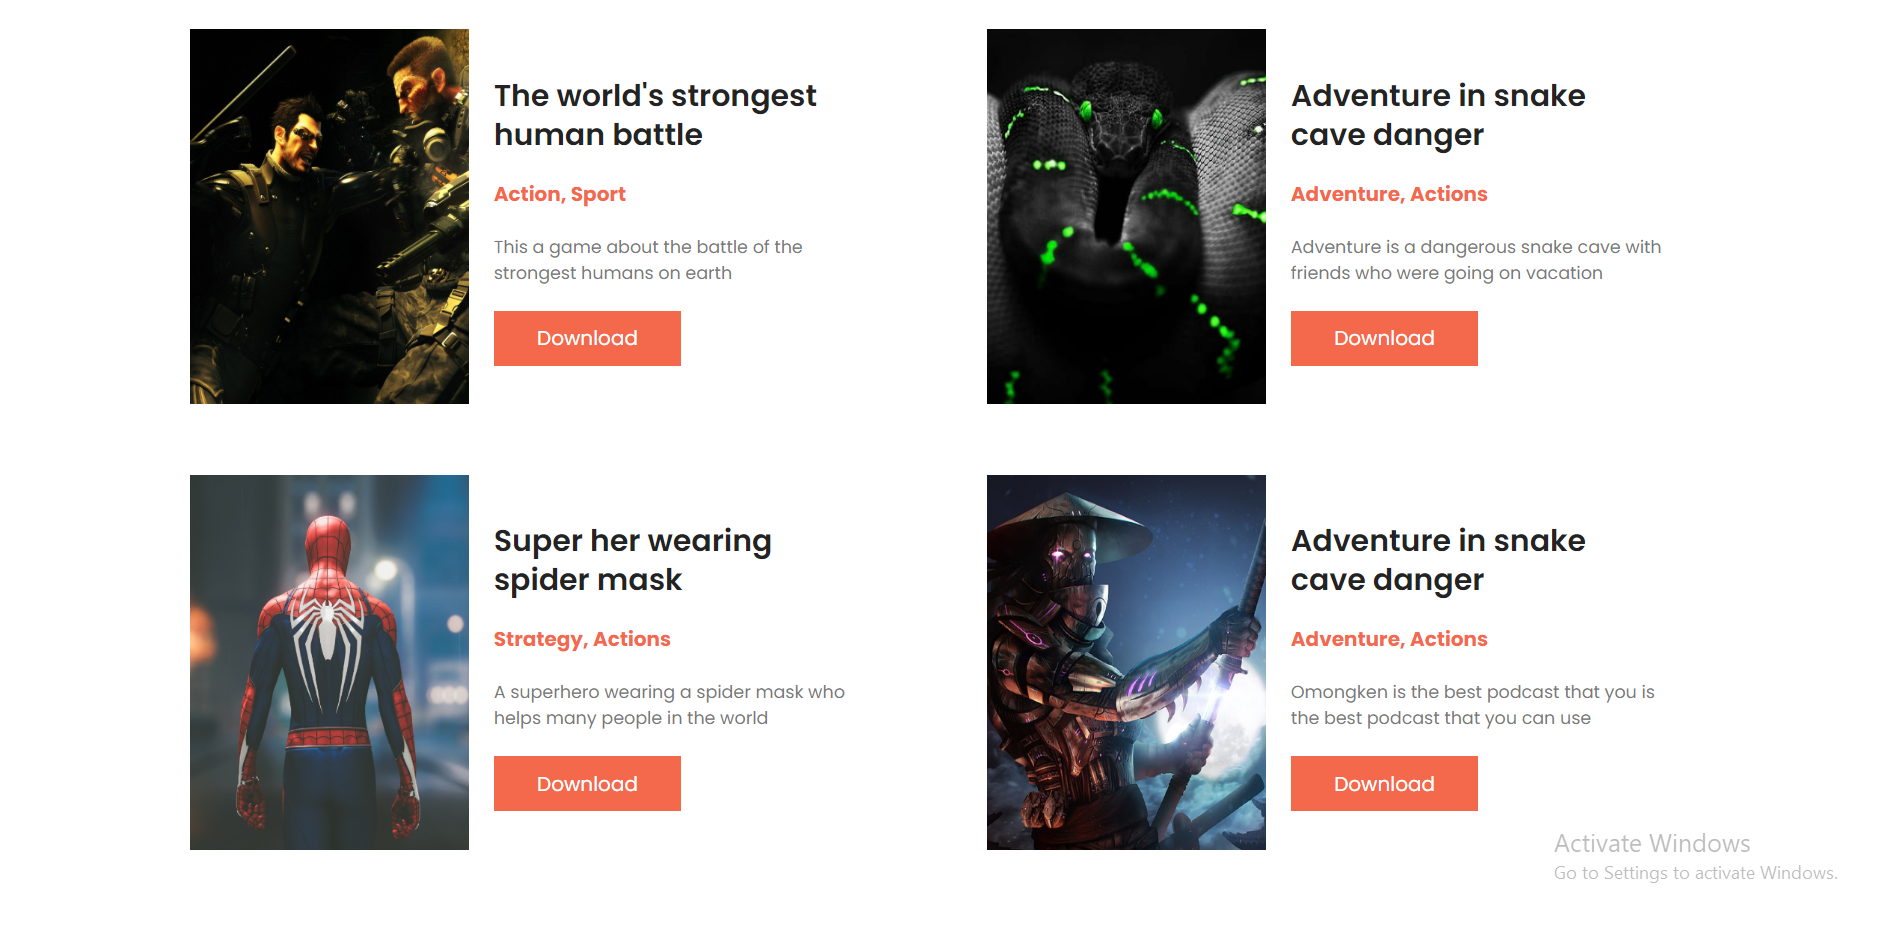 The world's strongest
human battle
Action, Sport
This a game about the battle of the
strongest humans on earth
Download
Adventure in snake
cave danger
Adventure, Actions
Adventure is a dangerous snake cave with
friends who were going on vacation
Download
Super her wearing
spider mask
Strategy, Actions
A superhero wearing a spider mask who
helps many people in the world
Download
Adventure in snake
cave danger
Adventure, Actions
Omongken is the best podcast that you is
the best podcast that you can use
Download
Activate Windows
Go to Settings to activate Windows.